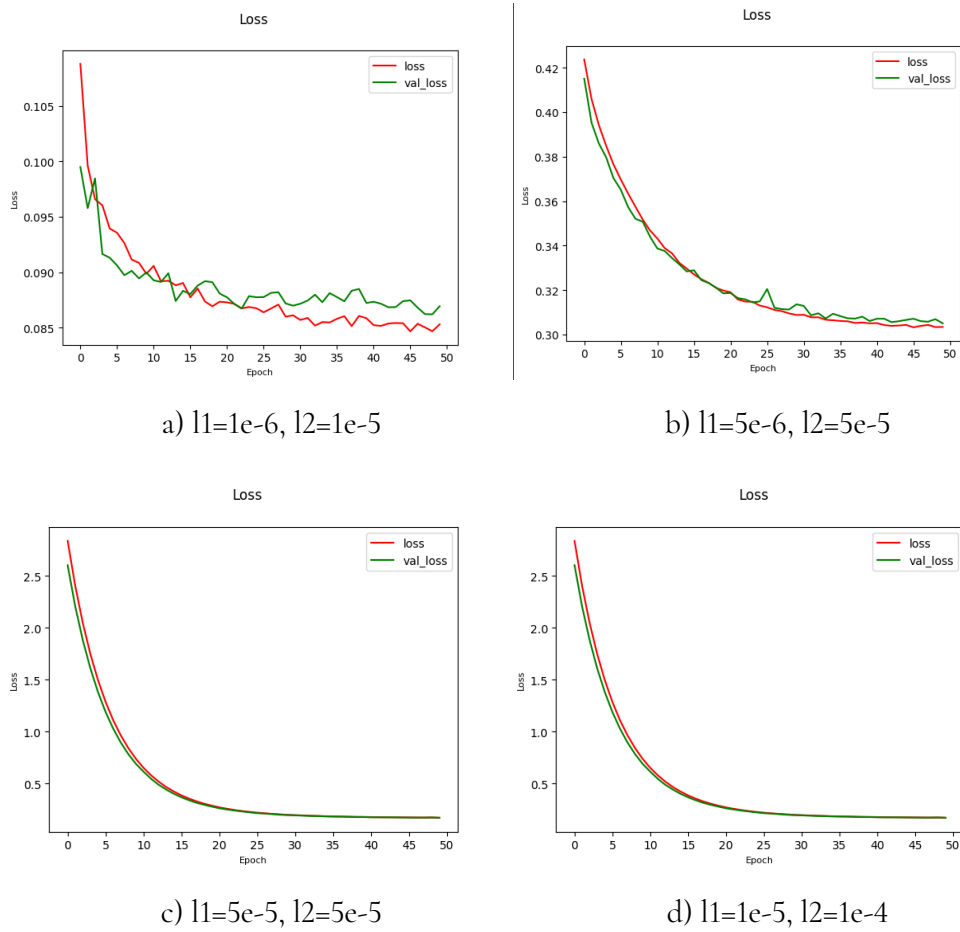 Loss
loss
val_loss
0.105
0.100
0.095
0.090
0.085
Loss
0 5 10 15 20 25 30 35 40 45 50
Epoch
a) l1=1e-6, l2=1e-5
Loss
loss
val_loss
0.42
0.40
0.38
0.36
0.34
0.32
0.30
Loss
0 5 10 15 20 25 30 35 40 45 50
Epoch
b) l1=5e-6, l2=5e-5
Loss
loss
val_loss
2.5
2.0
1.5
1.0
0.5
Loss
0 5 10 15 20 25 30 35 40 45 50
Epoch
c) l1=5e-5, l2=5e-5
Loss
loss
val_loss
2.5
2.0
1.5
1.0
0.5
Loss
0 5 10 15 20 25 30 35 40 45 50
Epoch
d) l1=1e-5, l2=1e-4